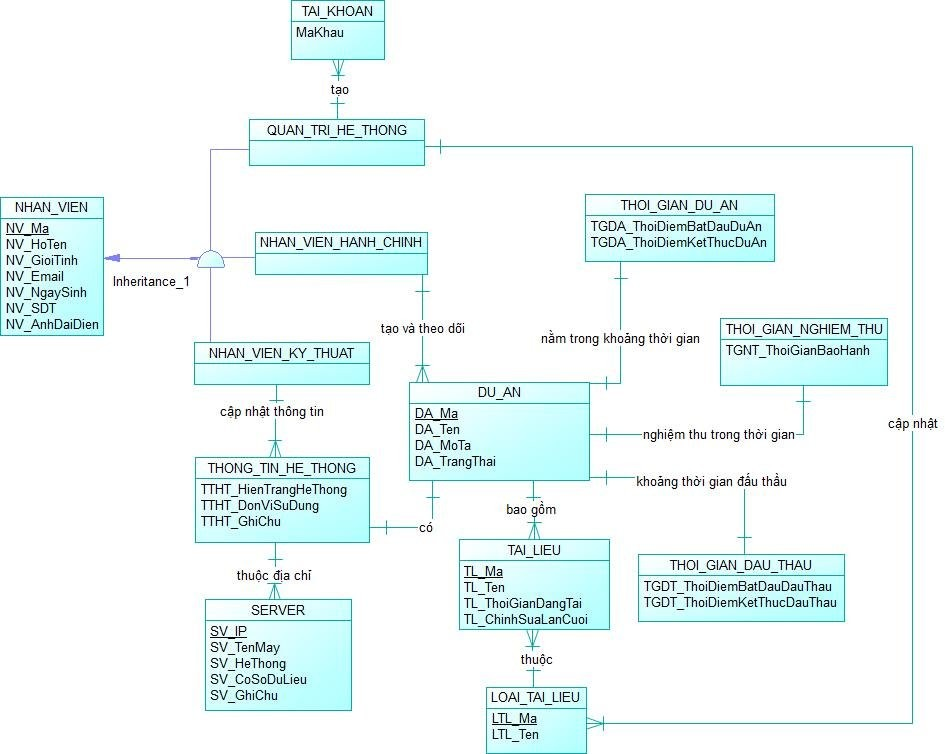 TAI_KHOAN
MaKhau
tạo
QUAN_TRI_HE_THONG
NHAN_VIEN
NV_Ma
NV_HoTen
NV_GioiTinh
NV_Email
NV_NgaySinh
NV_SDT
NV_AnhDaiDien
Inheritance_1
NHAN_VIEN_HANH_CHINH
THOI_GIAN_DU_AN
TGDA_ThoiDiemBatDauDuAn
TGDA_ThoiDiemKetThucDuAn
tạo và theo dõi
nằm trong khoảng thời gian
THOI_GIAN_NGHIEM_THU
TGNT_ThoiGianBaoHanh
NHAN_VIEN_KY_THUAT
cập nhật thông tin
DU_AN
DA_Ma
DA_Ten
DA_MoTa
DA_TrangThai
nghiệm thu trong thời gian
cập nhật
THONG_TIN_HE_THONG
TTHT_HienTrangHeThong
TTHT_DonViSuDung
TTHT_GhiChu
khoảng thời gian đấu thầu
có
bao gồm
thuộc địa chỉ
TAI_LIEU
TL_Ma
TL_Ten
TL_ThoiGianDangTai
TL_ChinhSuaLanCuoi
THOI_GIAN_DAU_THAU
TGDT_ThoiDiemBatDauDauThau
TGDT_ThoiDiemKetThucDauThau
SERVER
SV_IP
SV_TenMay
SV_HeThong
SV_CoSoDuLieu
SV_GhiChu
thuộc
LOAI_TAI_LIEU
LTL_Ma
LTL_Ten